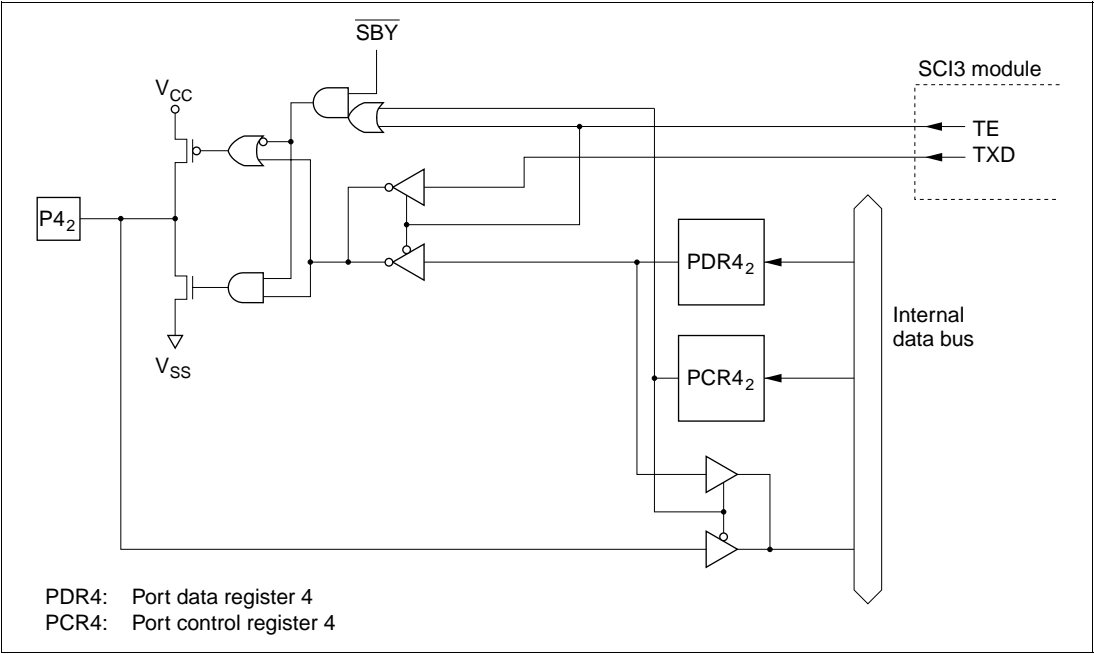 SBY
SCI3 module
VCC
TE
TXD
P42
PDR42
Internal
data bus
PCR42
VSS
PDR4: Port data register 4
PCR4: Port control register 4